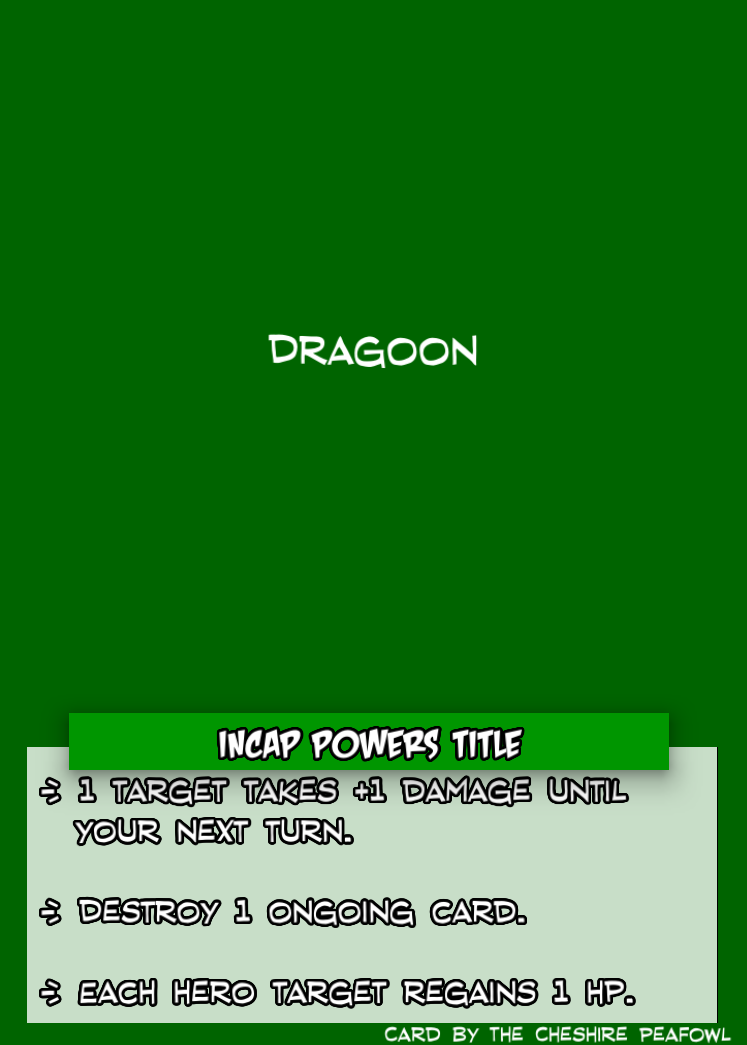 DRAGOON
INCAP POWERS TITLE
1 TARGET TAKES +1 DAMAGE UNTIL
YOUR NEXT TURN.
DESTROY 1 ONGOING CARD.
EACH HERO TARGET REGAINS 1 HP.
CARD BY THE CHESHIRE PEAFOWL